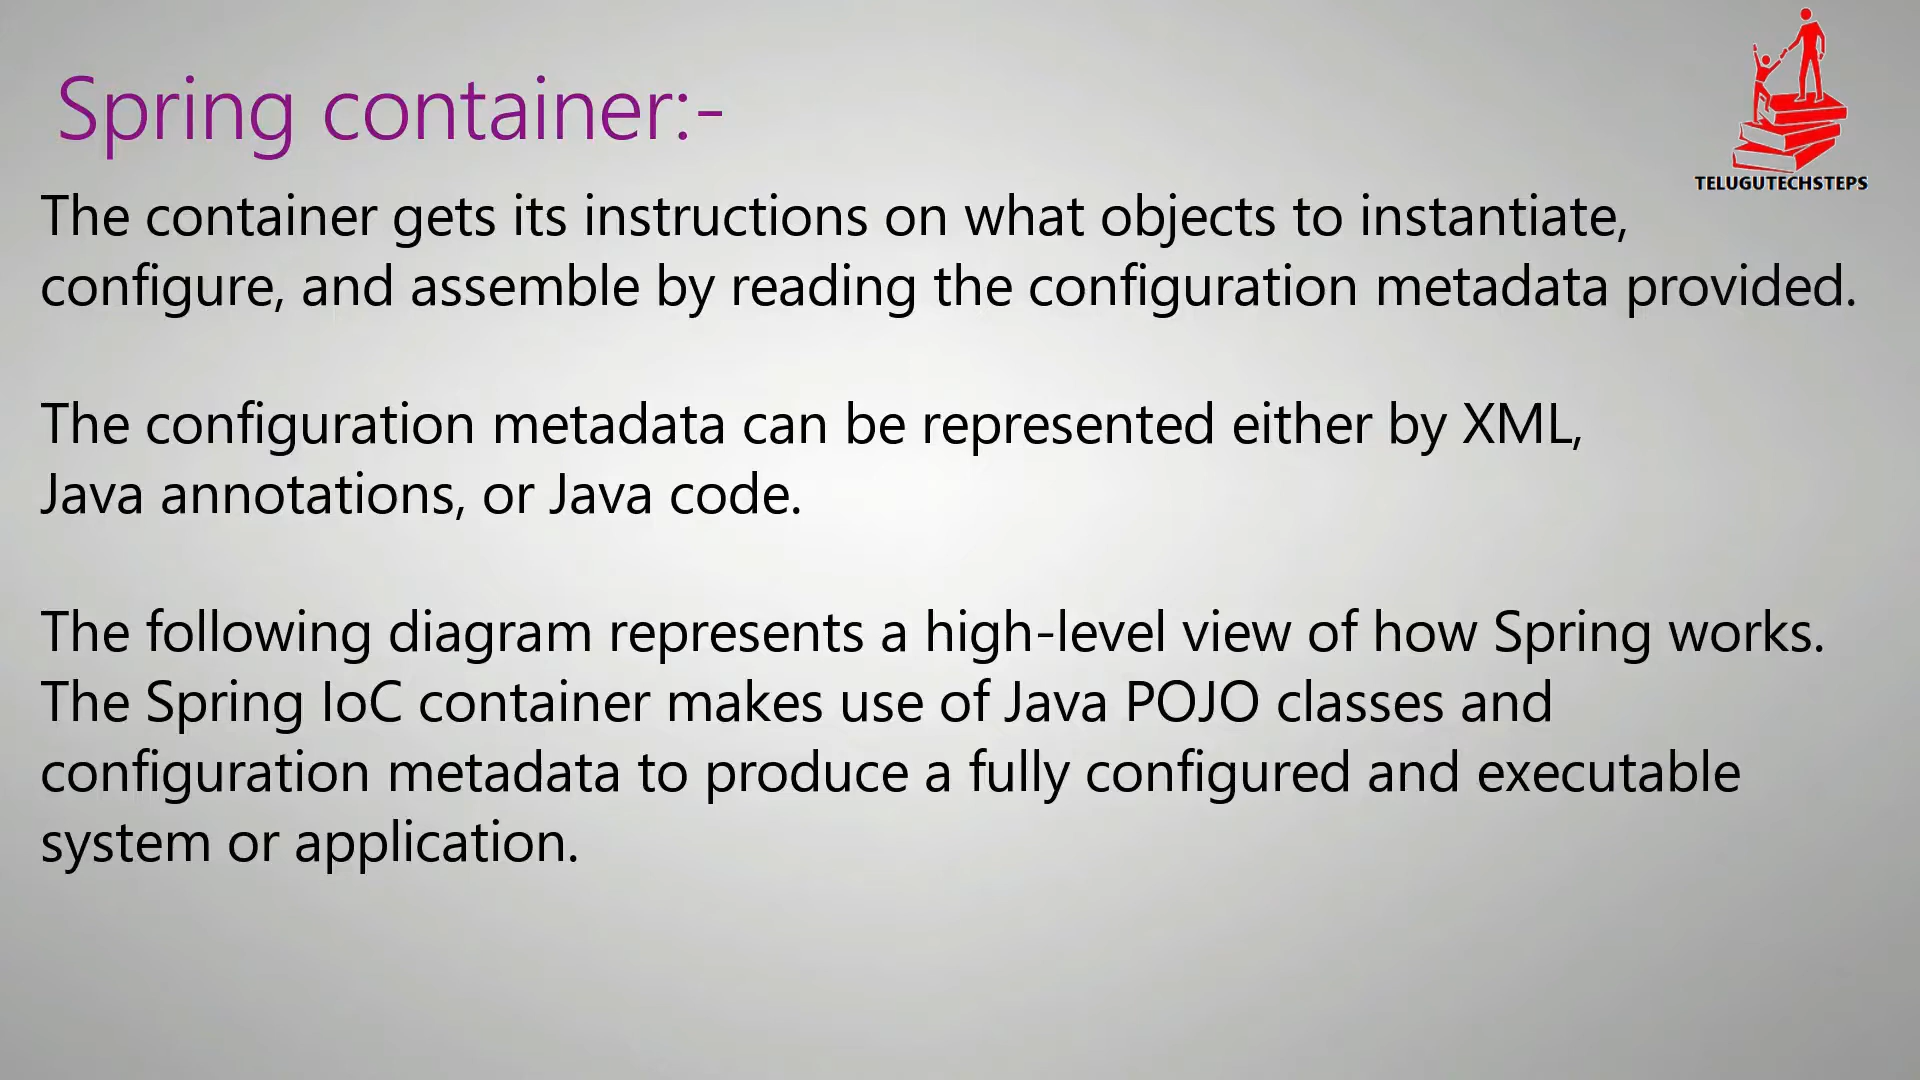 Spring container:-
TELUGUTECHSTEPS
The container gets its instructions on what objects to instantiate,
configure, and assemble by reading the configuration metadata provided.
The configuration metadata can be represented either by XML,
Java annotations, or Java code.
The following diagram represents a high-level view of how Spring works.
The Spring IoC container makes use of Java POJO classes and
configuration metadata to produce a fully configured and executable
system or application.